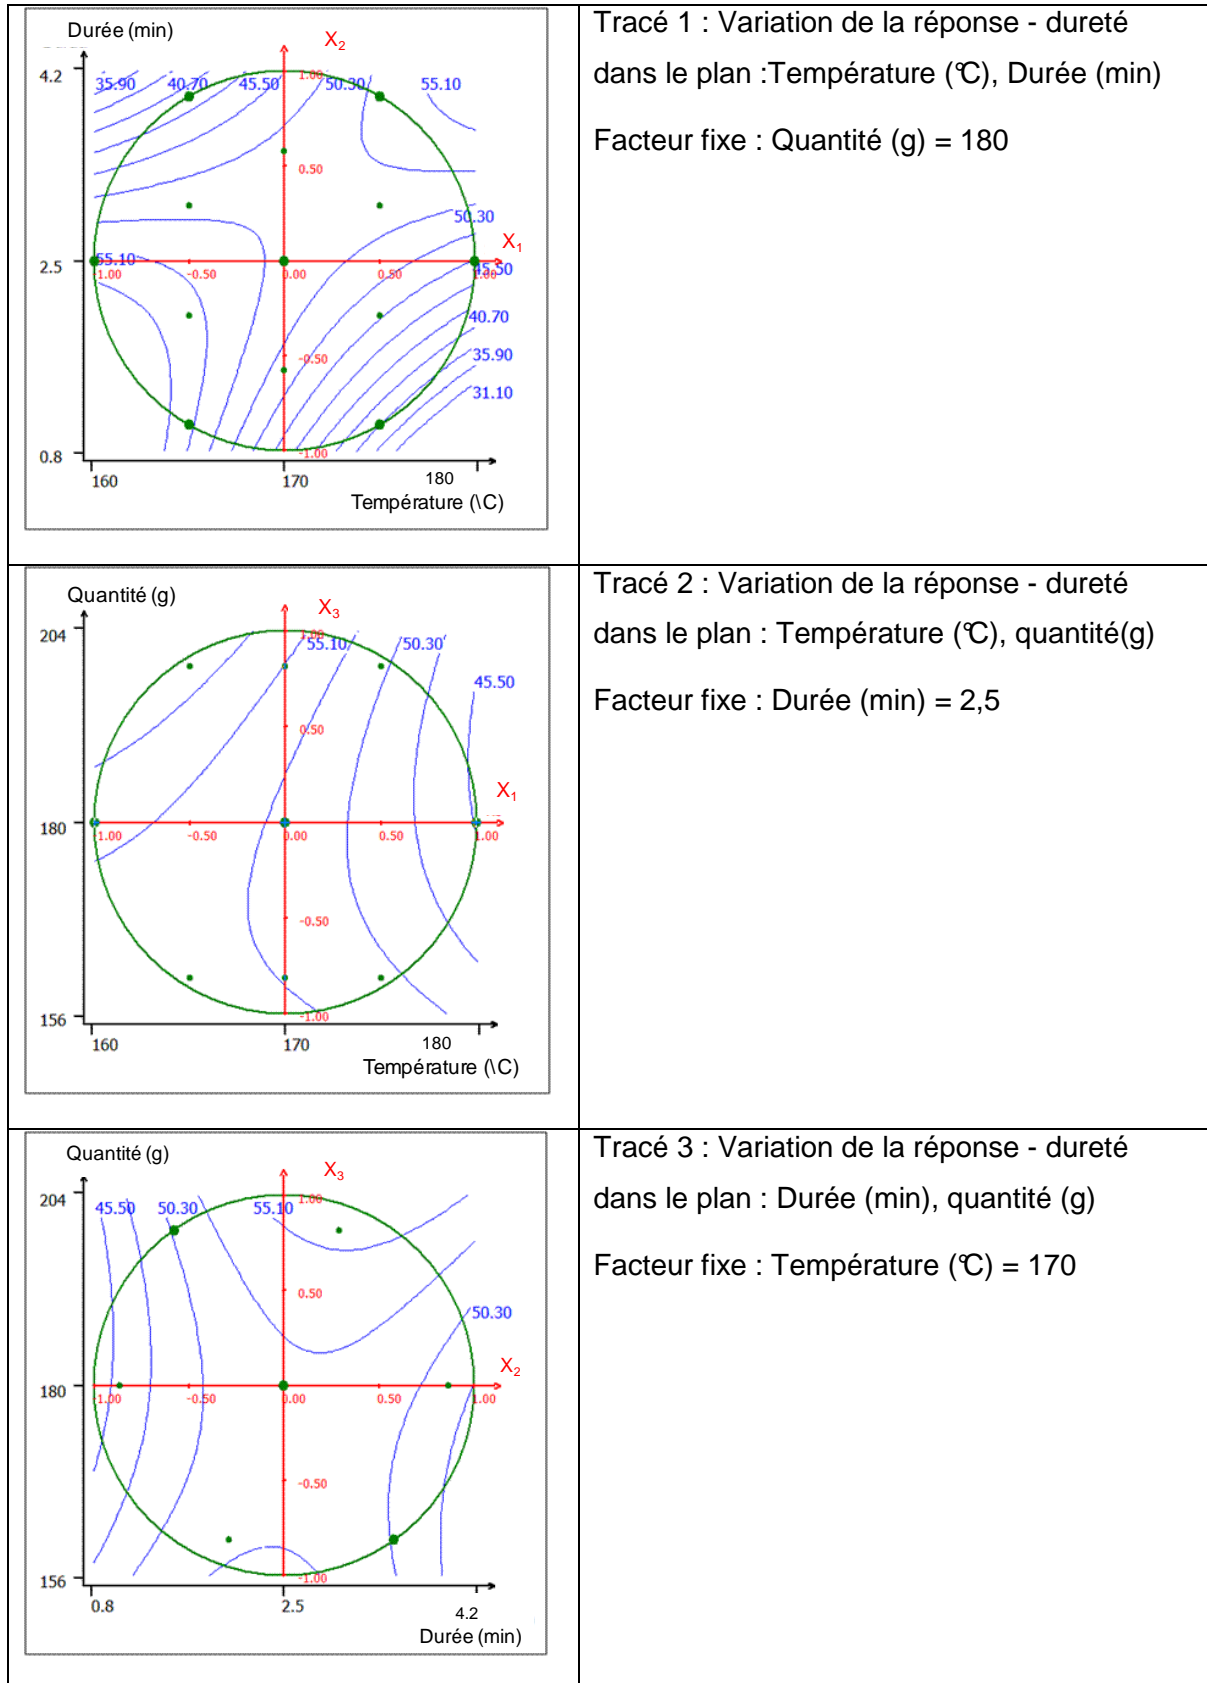 Durée (min)
X2
4.2
35.90 40.70 45.50 1.00 50.30 55.10
0.50
50.30
X1
2.5
55.10
-1.00 -0.50 0.00 0.50 1.00
45.50
40.70
-0.50
35.90
31.10
-1.00
0.8
160 170 180
Température (\C)
Tracé 1 : Variation de la réponse - dureté
dans le plan :Température (°C), Durée (min)
Facteur fixe : Quantité (g) = 180
Quantité (g)
X3
204
1.00
55.10 50.30
45.50
0.50
X1
180
-1.00 -0.50 0.00 0.50 1.00
-0.50
-1.00
156
160 170 180
Température (\C)
Tracé 2 : Variation de la réponse - dureté
dans le plan : Température (°C), quantité(g)
Facteur fixe : Durée (min) = 2,5
Quantité (g)
X3
204
45.50 50.30 55.10 1.00
0.50
50.30
X2
180
-1.00 -0.50 0.00 0.50 1.00
-0.50
-1.00
156
0.8 2.5 4.2
Durée (min)
Tracé 3 : Variation de la réponse - dureté
dans le plan : Durée (min), quantité (g)
Facteur fixe : Température (°C) = 170